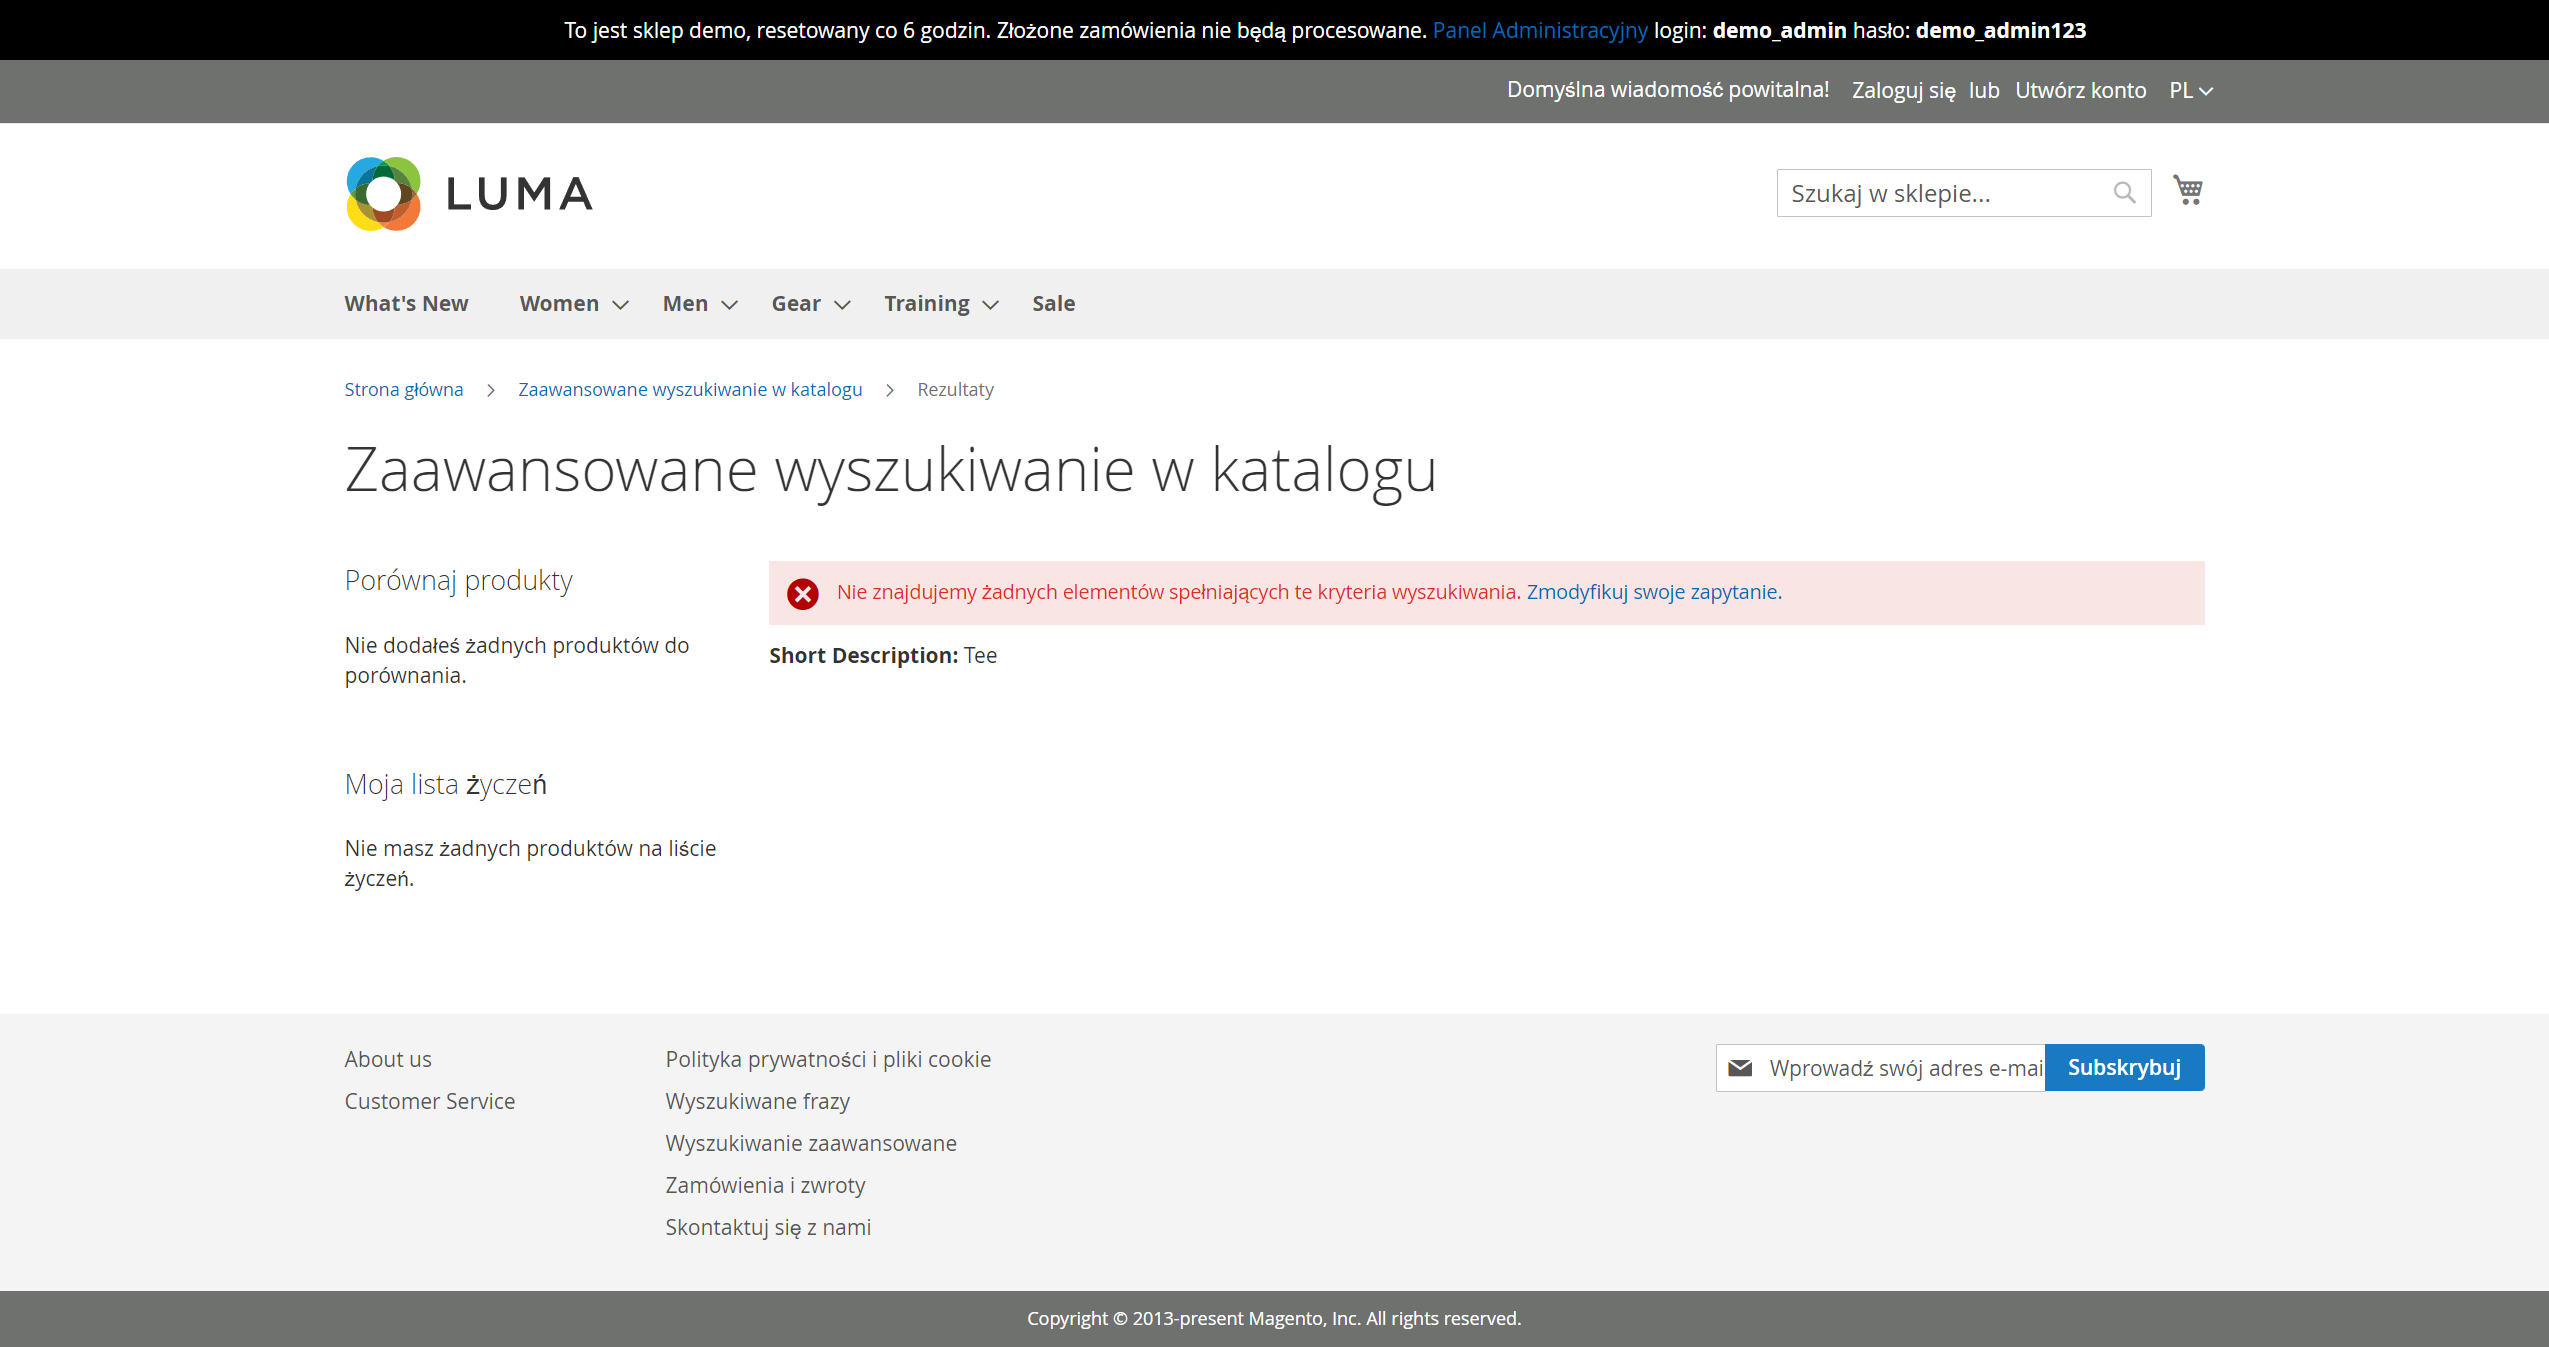 To jest sklep demo, resetowany co 6 godzin. Złożone zamówienia nie będą procesowane. Panel Administracyjny login: demo_admin hasło: demo_admin123
Domyślna wiadomość powitalna! Zaloguj się lub Utwórz konto PL
LUMA
Szukaj w sklepie...
What's New Women Men Gear Training Sale
Strona główna > Zaawansowane wyszukiwanie w katalogu > Rezultaty
Zaawansowane wyszukiwanie w katalogu
Porównaj produkty
Nie dodałeś żadnych produktów do
porównania.
Moja lista życzeń
Nie masz żadnych produktów na liście
życzeń.
Nie znajdujemy żadnych elementów spełniających te kryteria wyszukiwania. Zmodyfikuj swoje zapytanie.
Short Description: Tee
About us
Customer Service
Polityka prywatności i pliki cookie
Wyszukiwane frazy
Wyszukiwanie zaawansowane
Zamówienia i zwroty
Skontaktuj się z nami
Wprowadź swój adres e-mai
Subskrybuj
Copyright © 2013-present Magento, Inc. All rights reserved.